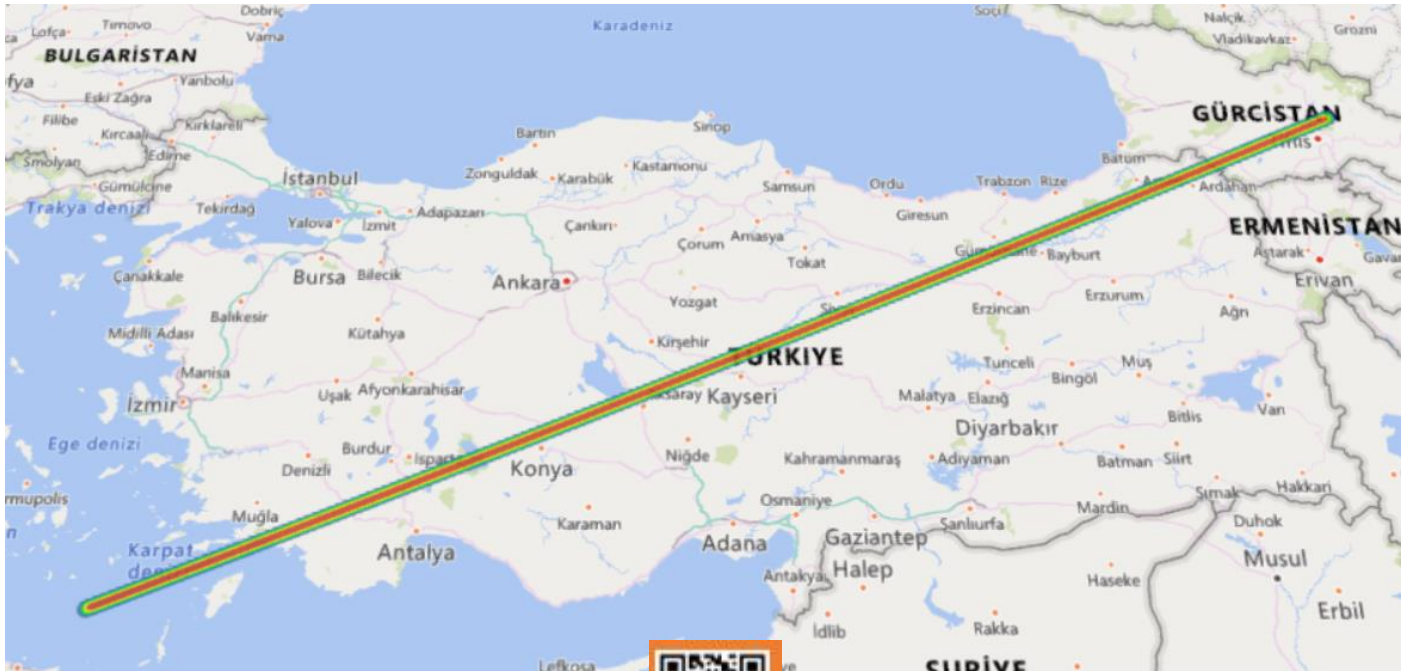 Dobriç
Soçi
Nalçik
Lofça
Tırnovo
Varna
Karadeniz
Vladikavkaz
Grozni
BULGARİSTAN
Yanbolu
Eski Zağra
Filibe
Kırcaali
Kırklareli
Smolyan
Edirne
GÜRCİSTAN
Bartın
Sinop
Batum
Zonguldak
Karabük
Kastamonu
Gümülcine
İstanbul
Samsun
Ordu
Trabzon
Rize
Ardahan
Trakya denizi
Tekirdağ
Yalova
İzmit
Adapazarı
Çankırı
Giresun
ERMENİSTAN
Çorum
Amasya
Tokat
Bayburt
Aştarak
Çanakkale
Bursa
Bilecik
Ankara
Erivan
Yozgat
Erzincan
Erzurum
Ağrı
Balıkesir
Midilli Adası
Kütahya
Kırşehir
TÜRKİYE
Tunceli
Muş
Bingöl
Manisa
Uşak
Afyonkarahisar
Kayseri
Malatya
Elazığ
Van
İzmir
Bitlis
Diyarbakır
Ege denizi
Burdur
Denizli
Konya
Niğde
Kahramanmaraş
Adıyaman
Batman
Siirt
Hakkari
Şırnak
Osmaniye
Mardin
Muğla
Karaman
Şanlıurfa
Duhok
Karpat
Antalya
Adana
Gaziantep
Musul
Antakya
Halep
Haseke
Erbil
İdlib
Rakka
Lefkoşa
SURİYE